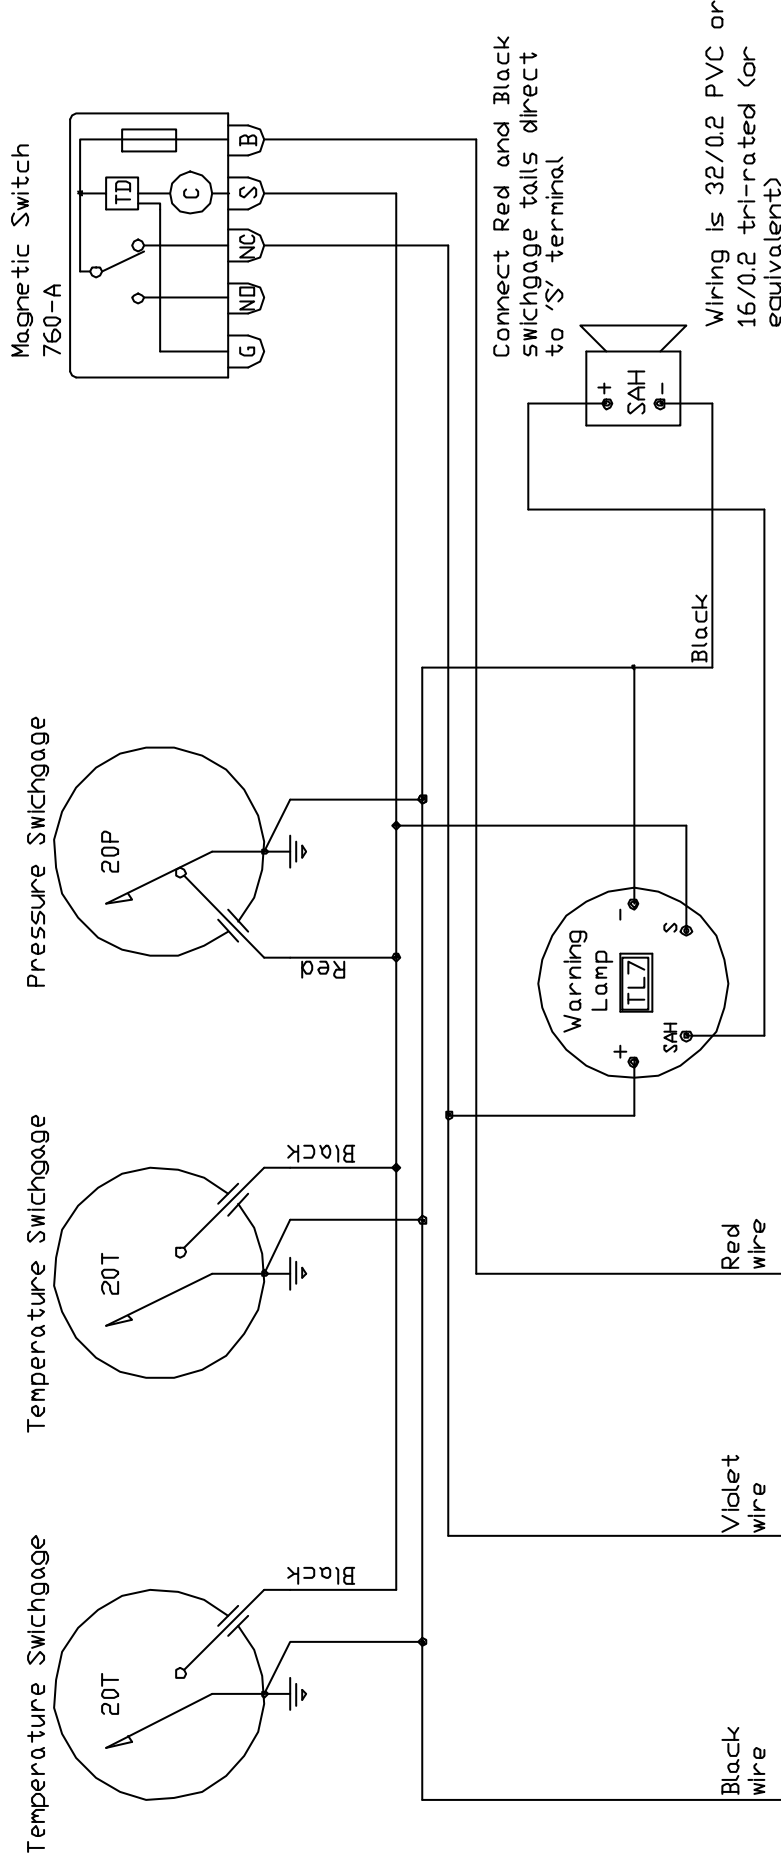 Temperature Swichgage
20T
Black
Temperature Swichgage
20T
Black
Pressure Swichgage
20P
Red
Magnetic Switch
760-A
TD
C
G
NO
NC
S
B
Connect Red and Black
swichgage tails direct
to 'S' terminal
Warning
Lamp
TL7
+
-
SAH
S
Black
+
SAH
-
Wiring is 32/0.2 PVC or
16/0.2 tri-rated (or
equivalent)
Black
wire
Violet
wire
Red
wire